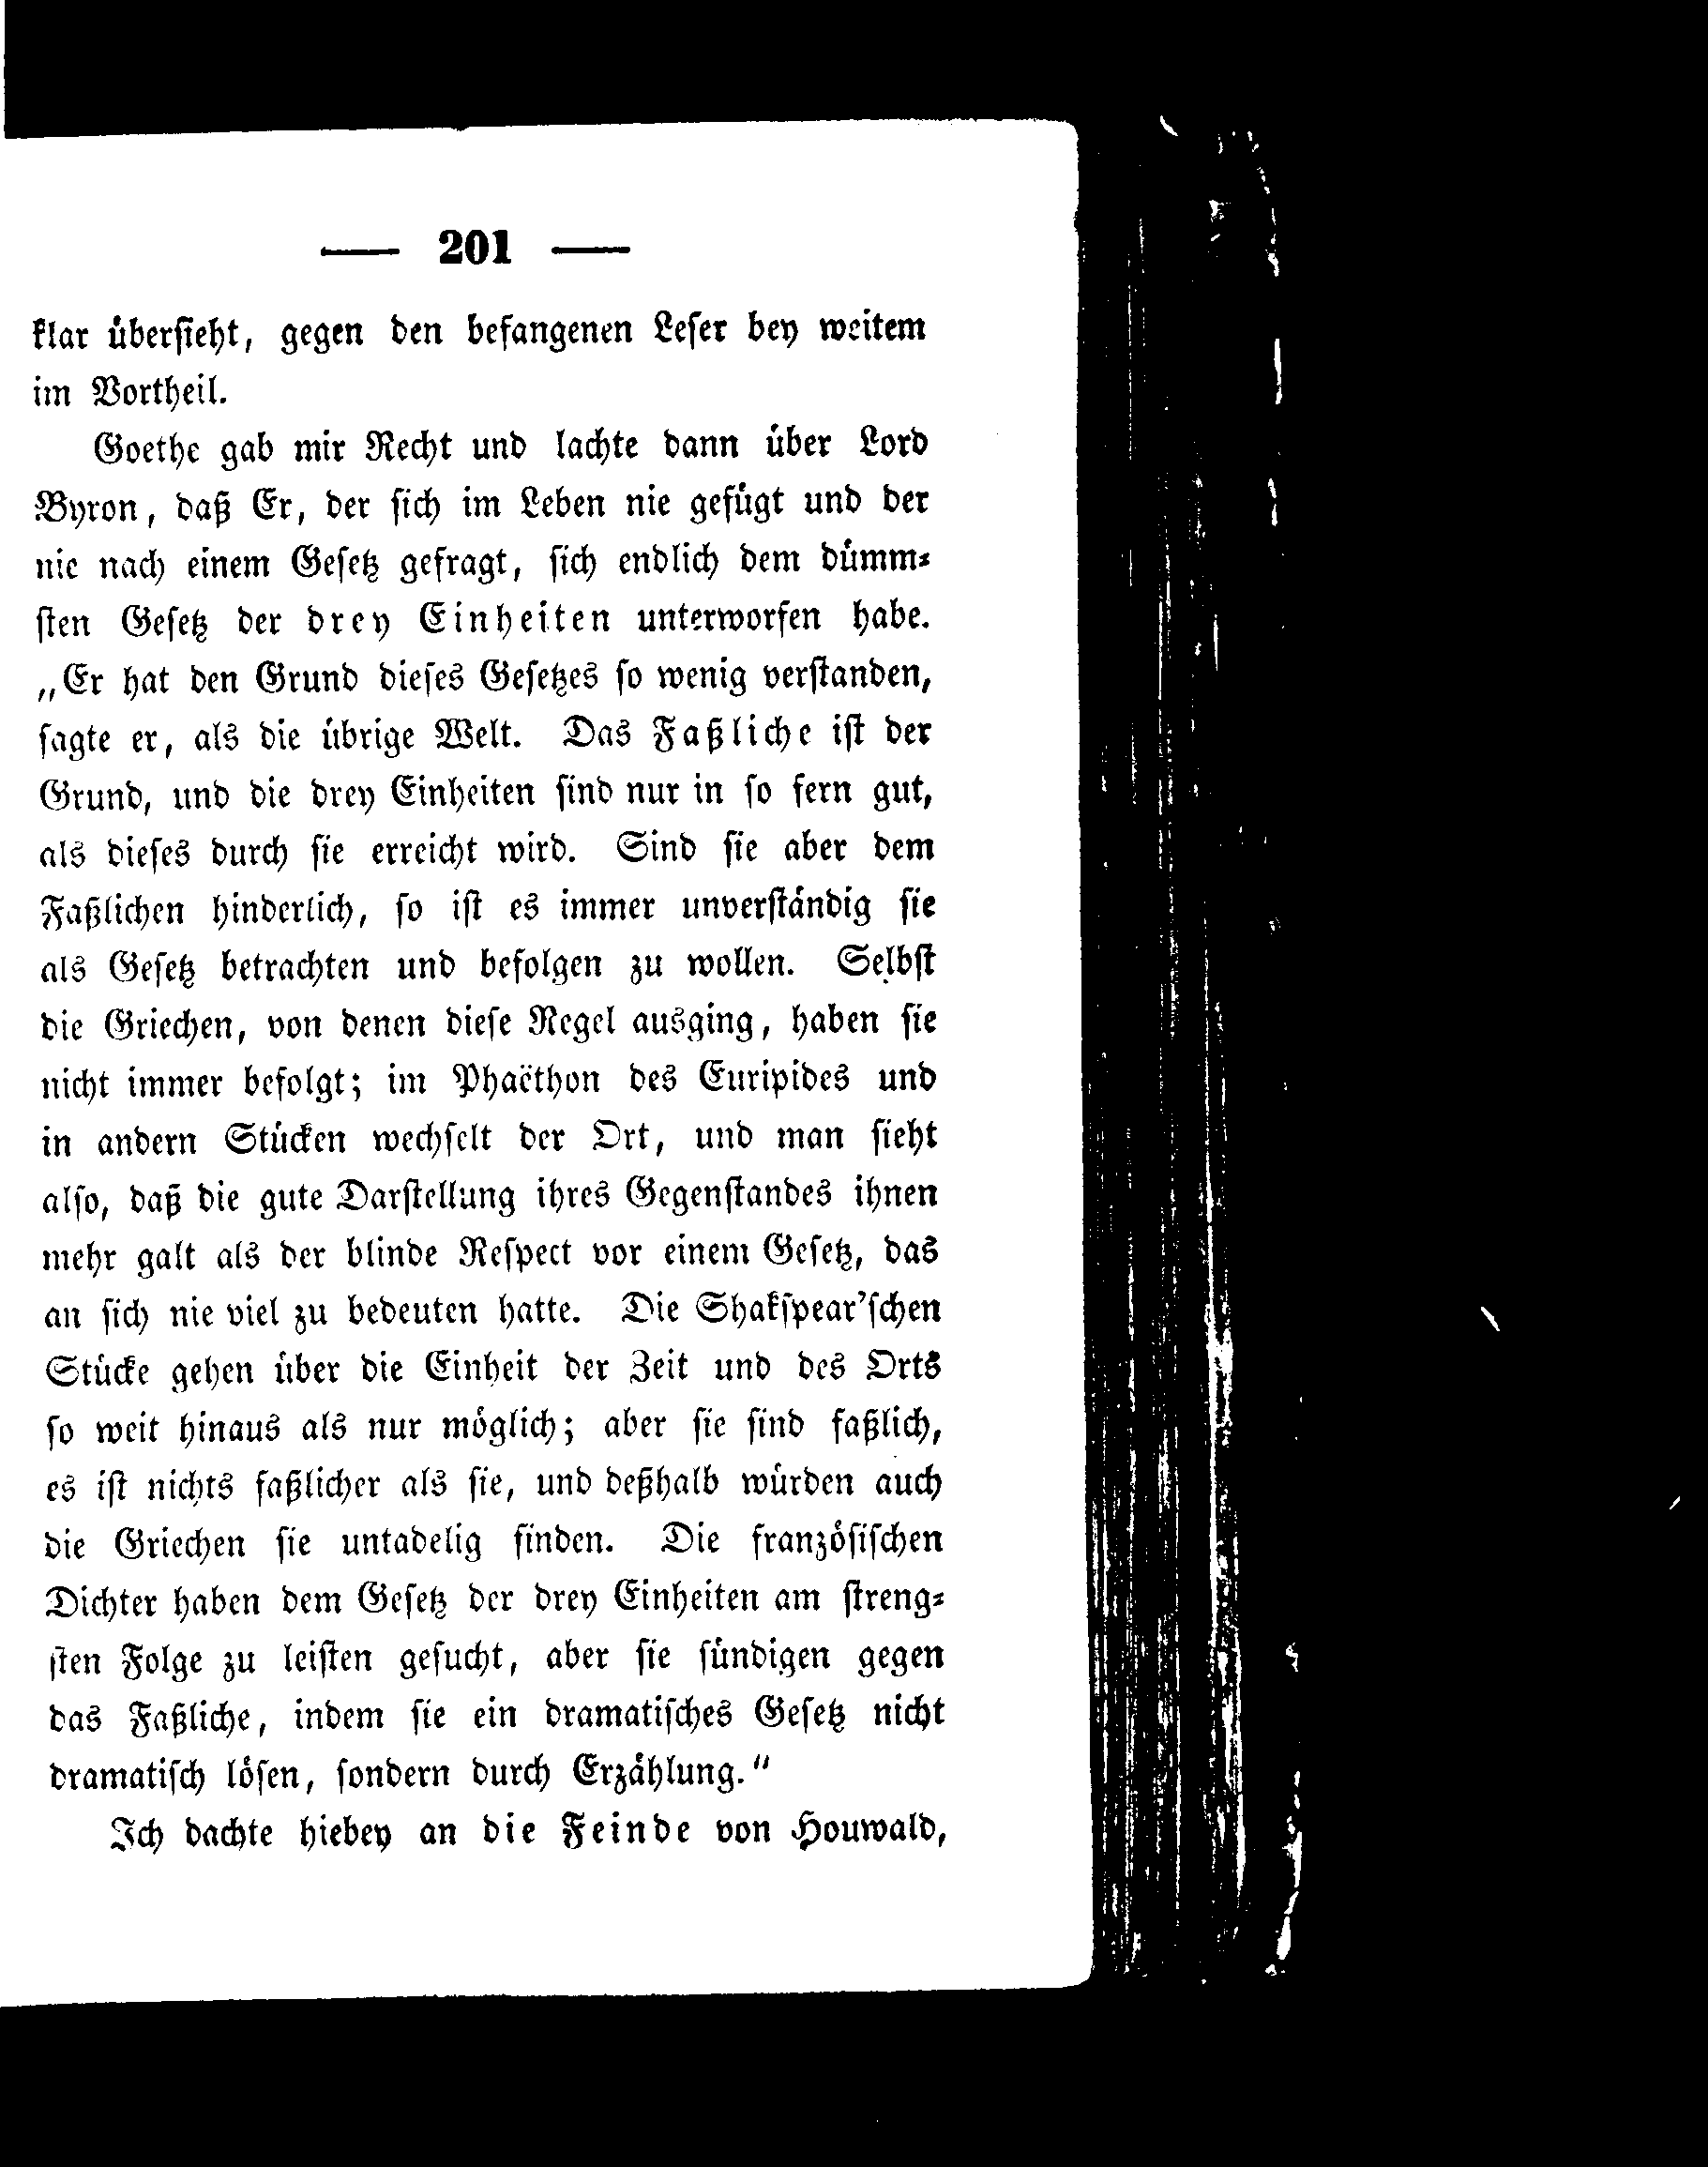 — 201 —
klar überſieht, gegen den befangenen Leſer bey weitem
im Vortheil.
Goethe gab mir Recht und lachte dann über Lord
Byron, daß Er, der ſich im Leben nie gefügt und der
nie nach einem Geſetz gefragt, ſich endlich dem dümm⸗
ſten Geſetz der drey Einheiten unterworfen habe.
„Er hat den Grund dieſes Geſetzes ſo wenig verſtanden,
ſagte er, als die übrige Welt. Das Faßliche iſt der
Grund, und die drey Einheiten ſind nur in ſo fern gut,
als dieſes durch ſie erreicht wird. Sind ſie aber dem
Faßlichen hinderlich, ſo iſt es immer unverſtändig ſie
als Geſetz betrachten und befolgen zu wollen. Selbſt
die Griechen, von denen dieſe Regel ausging, haben ſie
nicht immer befolgt; im Phaëthon des Euripides und
in andern Stücken wechſelt der Ort, und man ſieht
alſo, daß die gute Darſtellung ihres Gegenſtandes ihnen
mehr galt als der blinde Reſpect vor einem Geſetz, das
an ſich nie viel zu bedeuten hatte. Die Shakſpear'ſchen
Stücke gehen über die Einheit der Zeit und des Orts
ſo weit hinaus als nur möglich; aber ſie ſind faßlich,
es iſt nichts faßlicher als ſie, und deßhalb würden auch
die Griechen ſie untadelig finden. Die franzöſiſchen
Dichter haben dem Geſetz der drey Einheiten am ſtreng⸗
ſten Folge zu leiſten geſucht, aber ſie ſündigen gegen
das Faßliche, indem ſie ein dramatiſches Geſetz nicht
dramatiſch löſen, ſondern durch Erzählung.“
Ich dachte hiebey an die Feinde von Houwald,